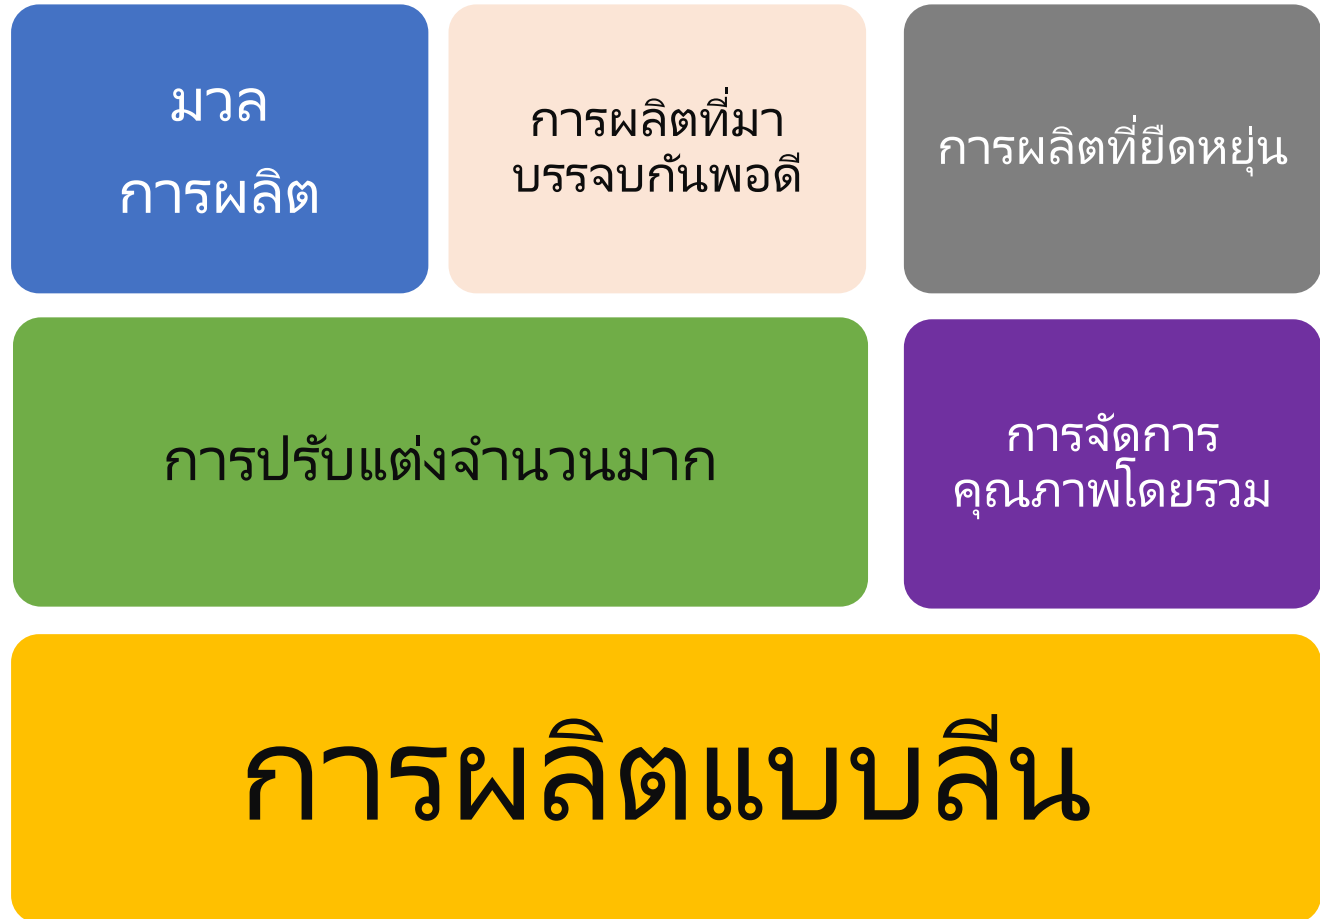 มวล
การผลิต
การผลิตที่มา
บรรจบกันพอดี
การผลิตที่ยืดหยุ่น
การปรับแต่งจำนวนมาก
การจัดการ
คุณภาพโดยรวม
การผลิตแบบลีน